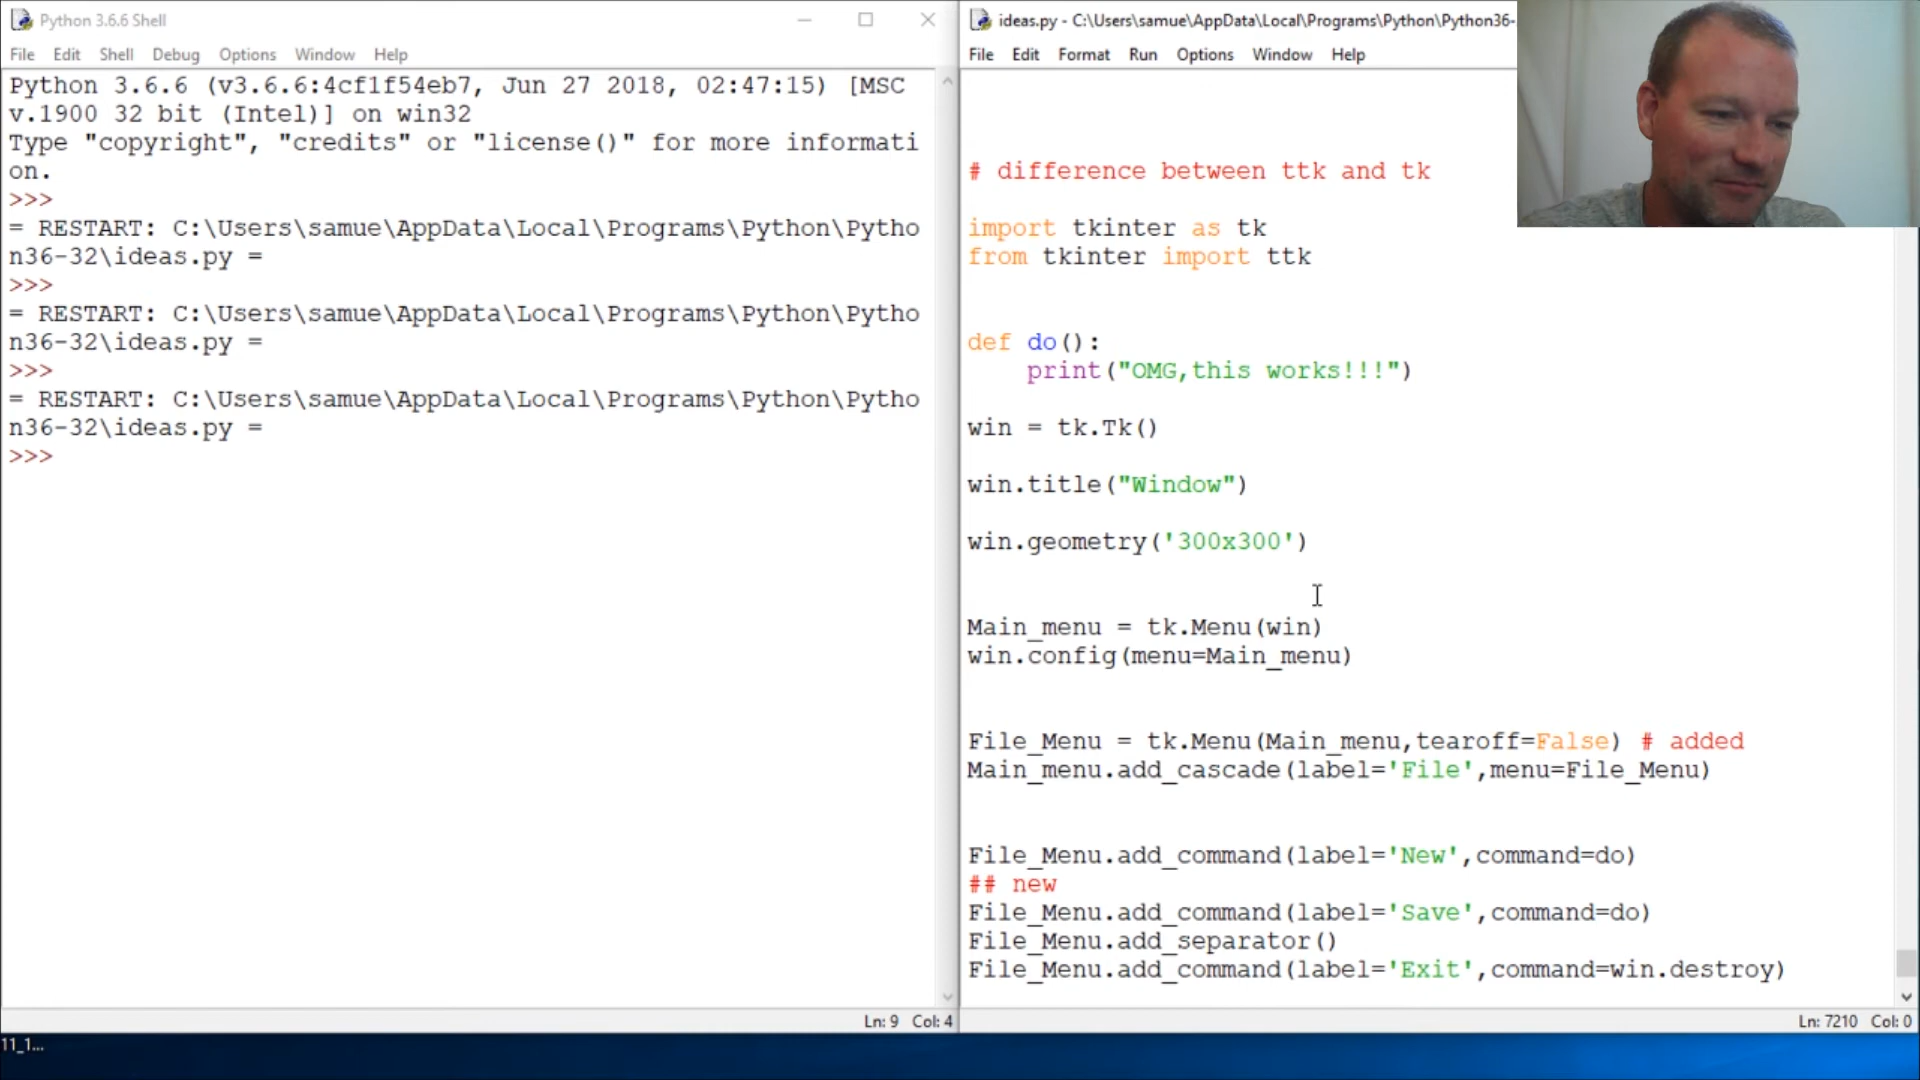 Python 3.6.6 Shell
File Edit Shell Debug Options Window Help
Python 3.6.6 (v3.6.6:4cf1f54eb7, Jun 27 2018, 02:47:15) [MSC
v.1900 32 bit (Intel)] on win32
Type "copyright", "credits" or "license()" for more informati
on.
>>>
= RESTART: C:\Users\samue\AppData\Local\Programs\Python\Pytho
n36-32\ideas.py =
>>>
= RESTART: C:\Users\samue\AppData\Local\Programs\Python\Pytho
n36-32\ideas.py =
>>>
= RESTART: C:\Users\samue\AppData\Local\Programs\Python\Pytho
n36-32\ideas.py =
>>>
Ln: 9 Col: 4
ideas.py - C:\Users\samue\AppData\Local\Programs\Python\Python36-
File Edit Format Run Options Window Help
# difference between ttk and tk
import tkinter as tk
from tkinter import ttk
def do():
    print("OMG,this works!!!")
win = tk.Tk()
win.title("Window")
win.geometry('300x300')
Main_menu = tk.Menu(win)
win.config(menu=Main_menu)
File_Menu = tk.Menu(Main_menu,tearoff=False) # added
Main_menu.add_cascade(label='File',menu=File_Menu)
File_Menu.add_command(label='New',command=do)
## new
File_Menu.add_command(label='Save',command=do)
File_Menu.add_separator()
File_Menu.add_command(label='Exit',command=win.destroy)
Ln: 7210 Col: 0
11_1...